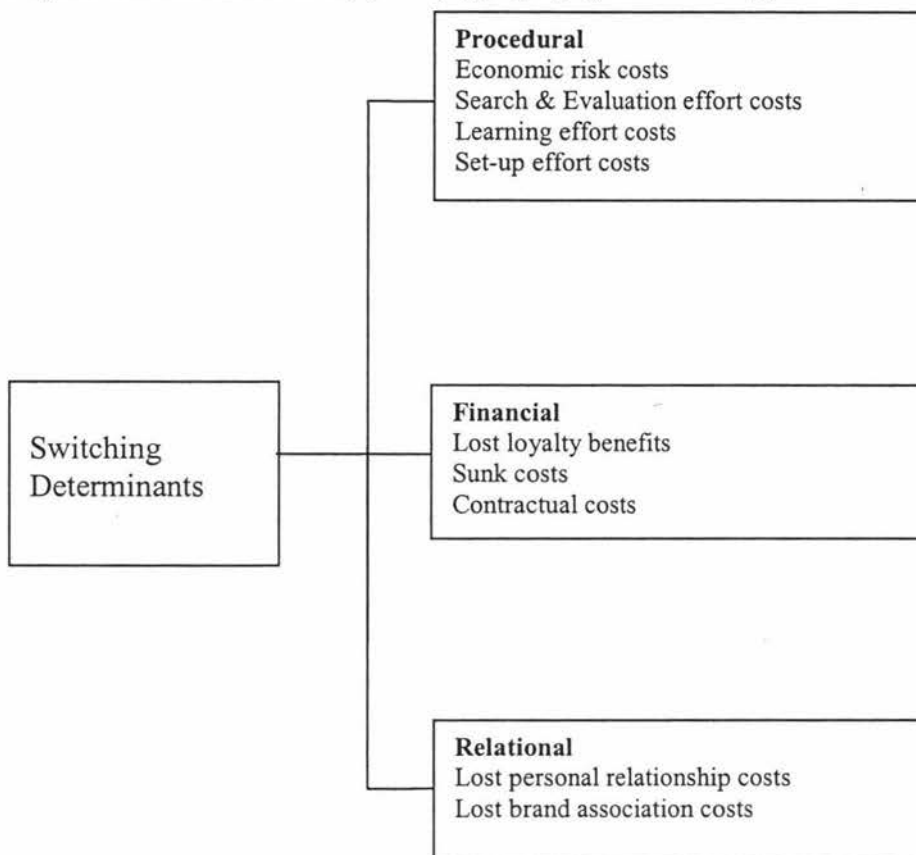 Procedural
Economic risk costs
Search & Evaluation effort costs
Learning effort costs
Set-up effort costs
Switching
Determinants
Financial
Lost loyalty benefits
Sunk costs
Contractual costs
Relational
Lost personal relationship costs
Lost brand association costs